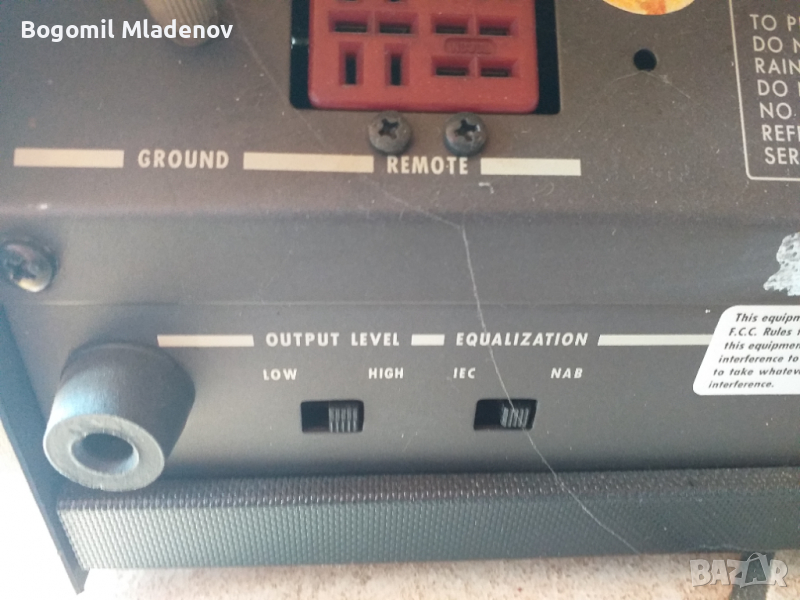 Bogomil Mladenov
TO P
DO N
RAIN
DO
NO.
REF
SER
GROUND
REMOTE
OUTPUT LEVEL
EQUALIZATION
LOW
HIGH
IEC
NAB
This equipm
F.C.C. Rules
this equipmen
interference to
to take whatev
interference.
BAZAR